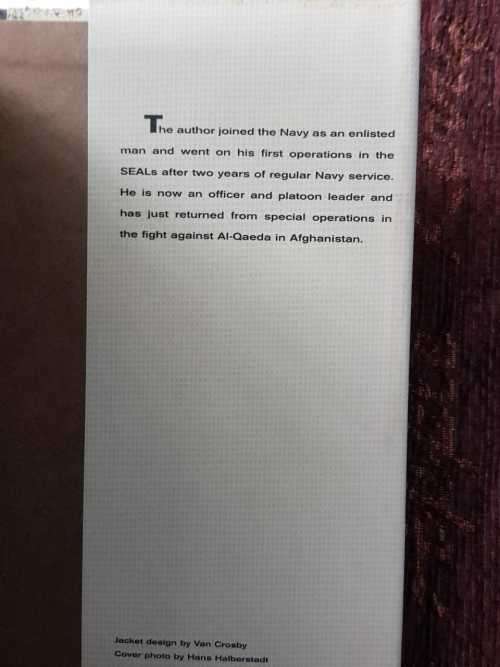 The author joined the Navy as an enlisted
man and went on his first operations in the
SEALs after two years of regular Navy service.
He is now an officer and platoon leader and
has just returned from special operations in
the fight against Al-Qaeda in Afghanistan.
Jacket design by Van Crosby
Cover photo by Hans Halberstadt